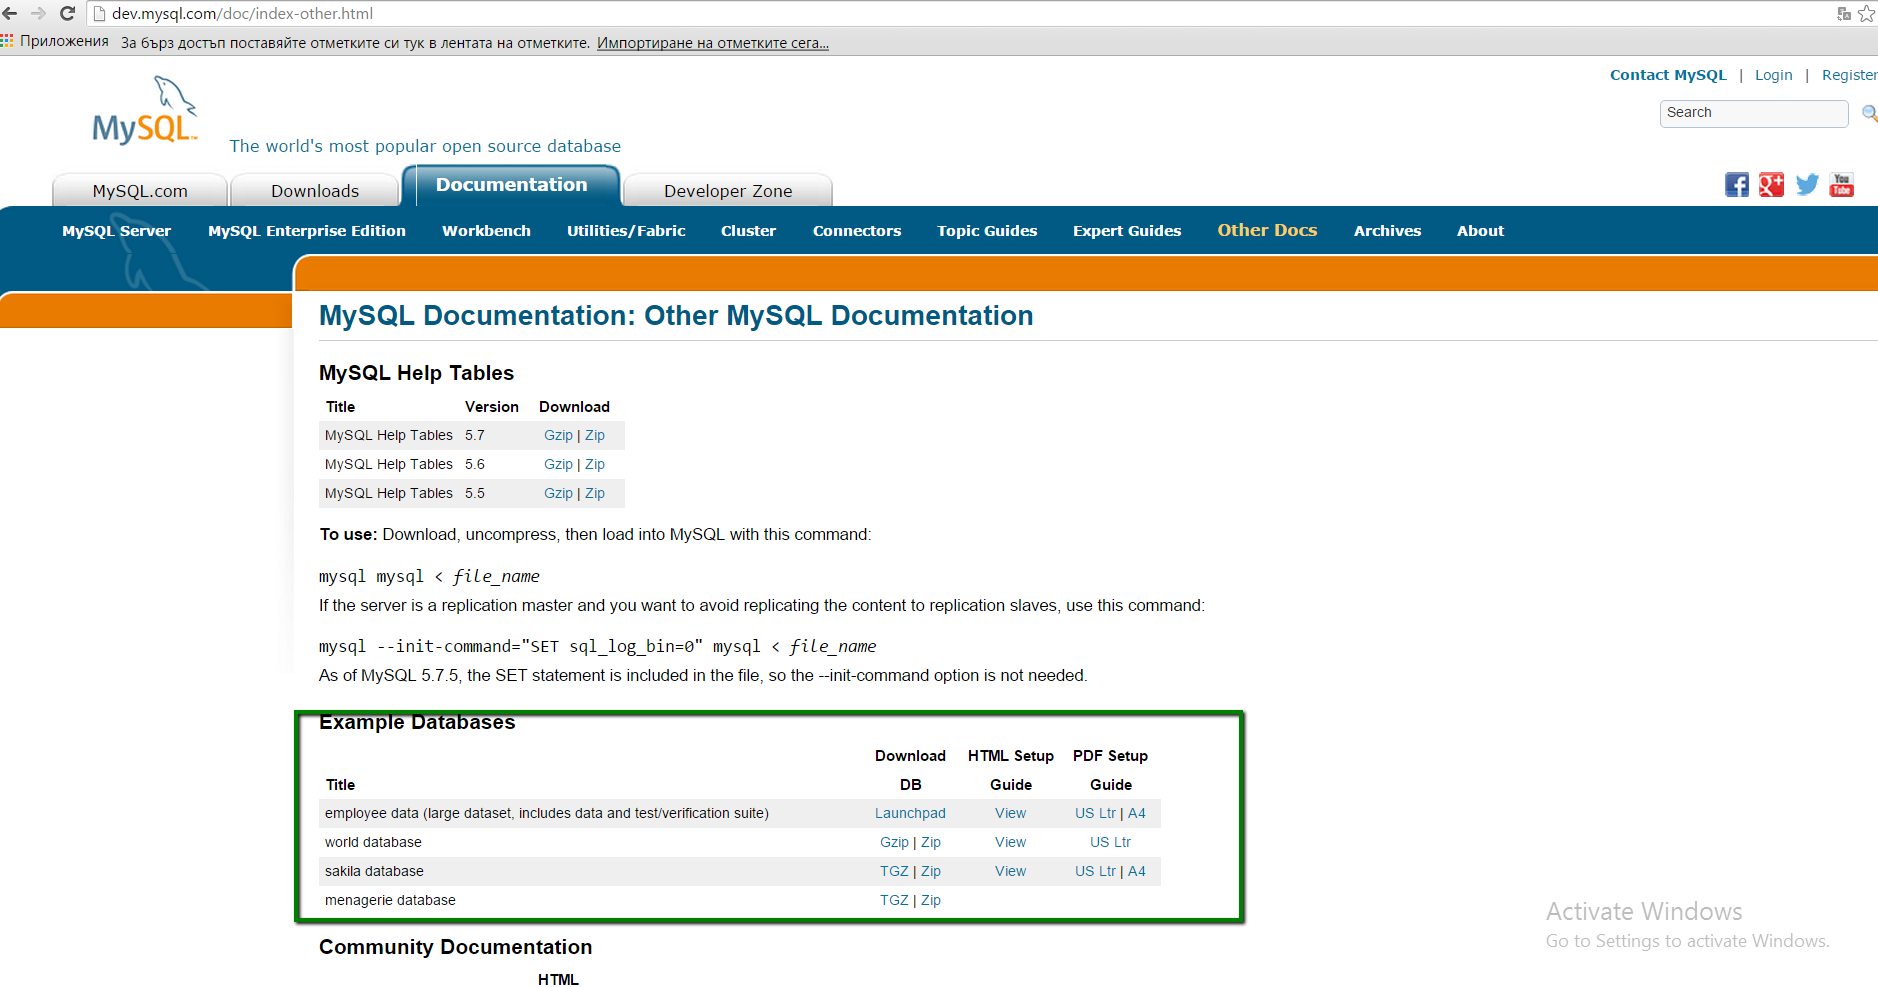 dev.mysql.com/doc/index-other.html
Приложения За бърз достъп поставяйте отметките си тук в лентата на отметките. Импортиране на отметките сега...
Contact MySQL | Login | Register
MySQL™
Search
The world's most popular open source database
MySQL.com Downloads Documentation Developer Zone
You Tube
MySQL Server MySQL Enterprise Edition Workbench Utilities/Fabric Cluster Connectors Topic Guides Expert Guides Other Docs Archives About
MySQL Documentation: Other MySQL Documentation
MySQL Help Tables
Title Version Download
MySQL Help Tables 5.7 Gzip | Zip
MySQL Help Tables 5.6 Gzip | Zip
MySQL Help Tables 5.5 Gzip | Zip
To use: Download, uncompress, then load into MySQL with this command:
mysql mysql < file_name
If the server is a replication master and you want to avoid replicating the content to replication slaves, use this command:
mysql --init-command="SET sql_log_bin=0" mysql < file_name
As of MySQL 5.7.5, the SET statement is included in the file, so the --init-command option is not needed.
Example Databases
Download HTML Setup PDF Setup
Title DB Guide Guide
employee data (large dataset, includes data and test/verification suite) Launchpad View US Ltr | A4
world database Gzip | Zip View US Ltr
sakila database TGZ | Zip View US Ltr | A4
menagerie database TGZ | Zip
Community Documentation
HTML
Activate Windows
Go to Settings to activate Windows.